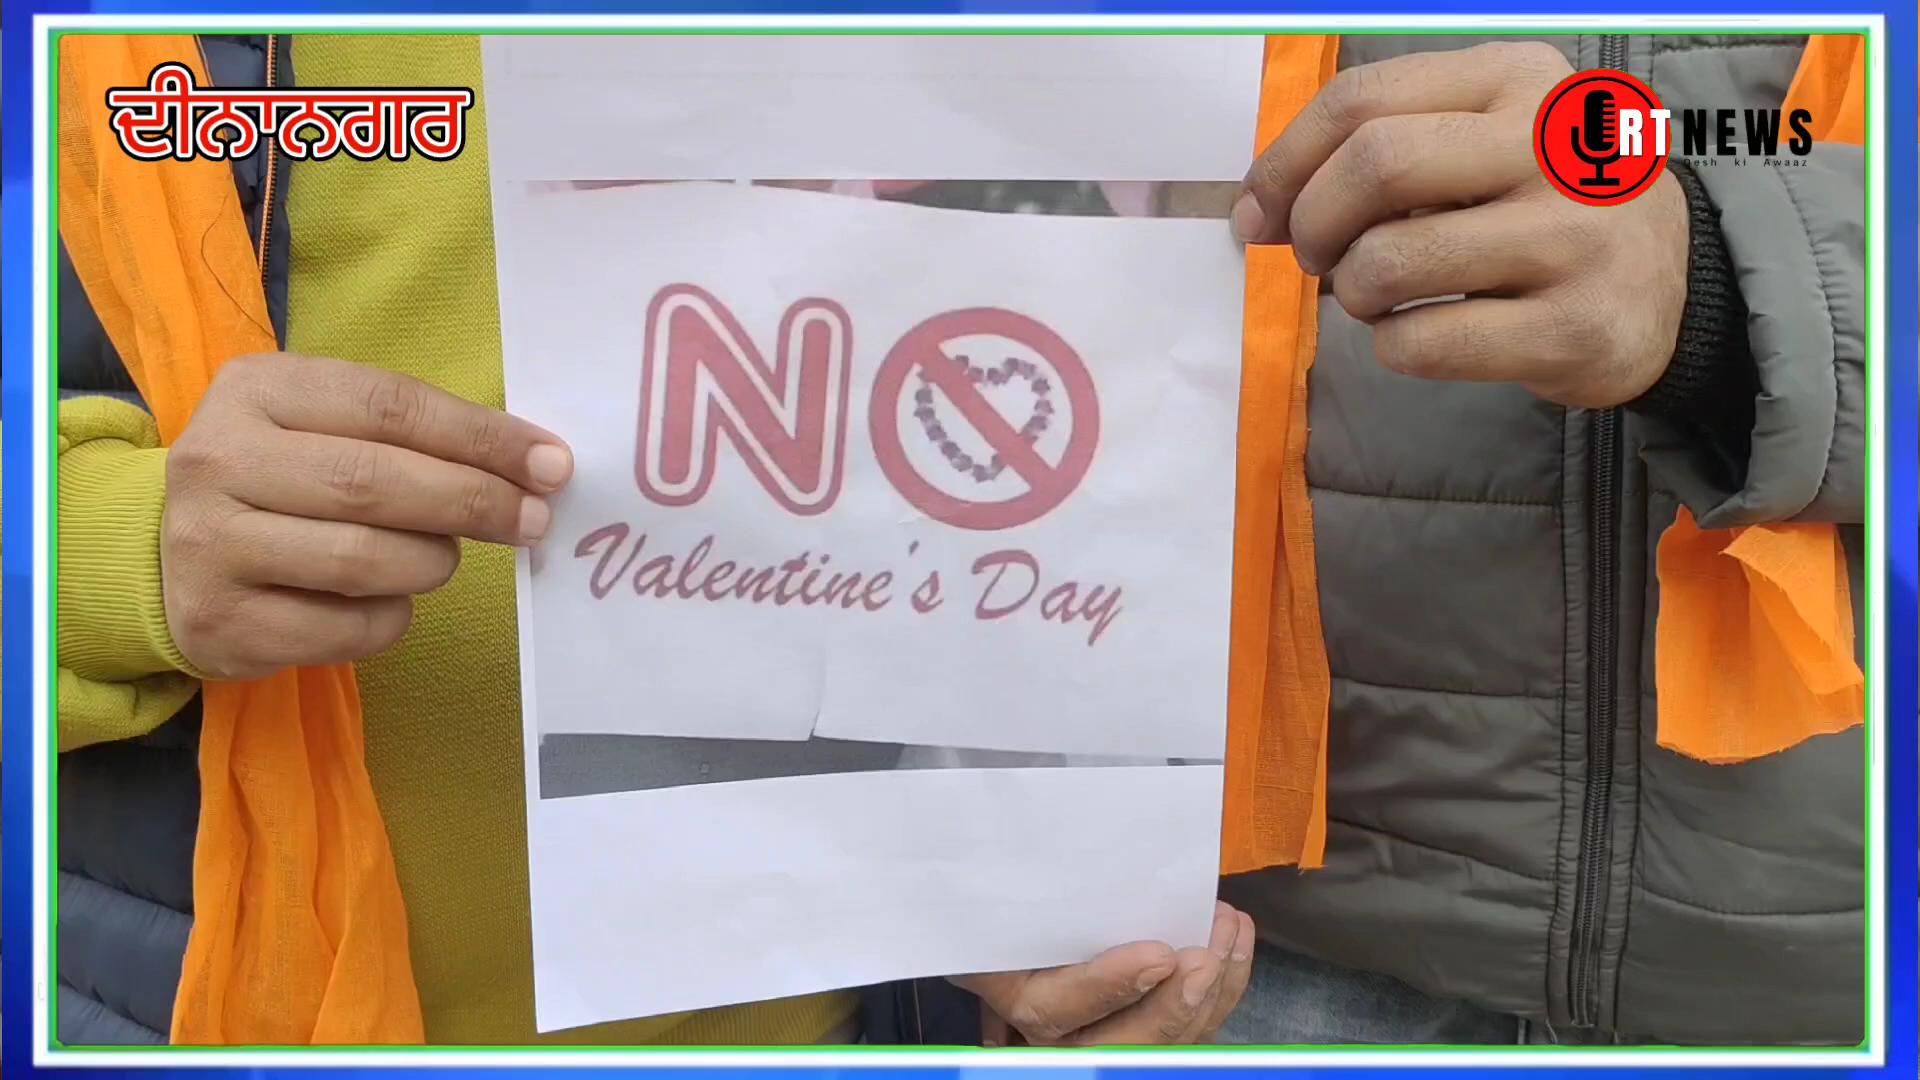 ਦੀਨਾਨਗਰ
RT NEWS
Desh ki Awaaz
NO
Valentine's Day